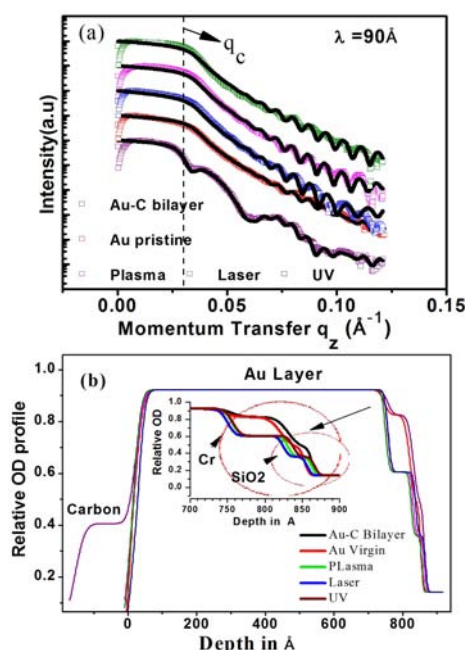 (a)
q_c
λ =90Å
Intensity(a.u)
Au-C bilayer
Au pristine
Plasma
Laser
UV
0.00 0.05 0.10 0.15
Momentum Transfer q_z (Å⁻¹)
(b)
Au Layer
Relative OD profile
1.0
0.8
0.6
0.4
0.2
Carbon
Relative OD
1.0
0.8
0.6
0.4
0.2
0.0
Cr
SiO2
700 750 800 850 900
Depth in A
Au-C Bilayer
Au Virgin
PLasma
Laser
UV
0 200 400 600 800
Depth in Å